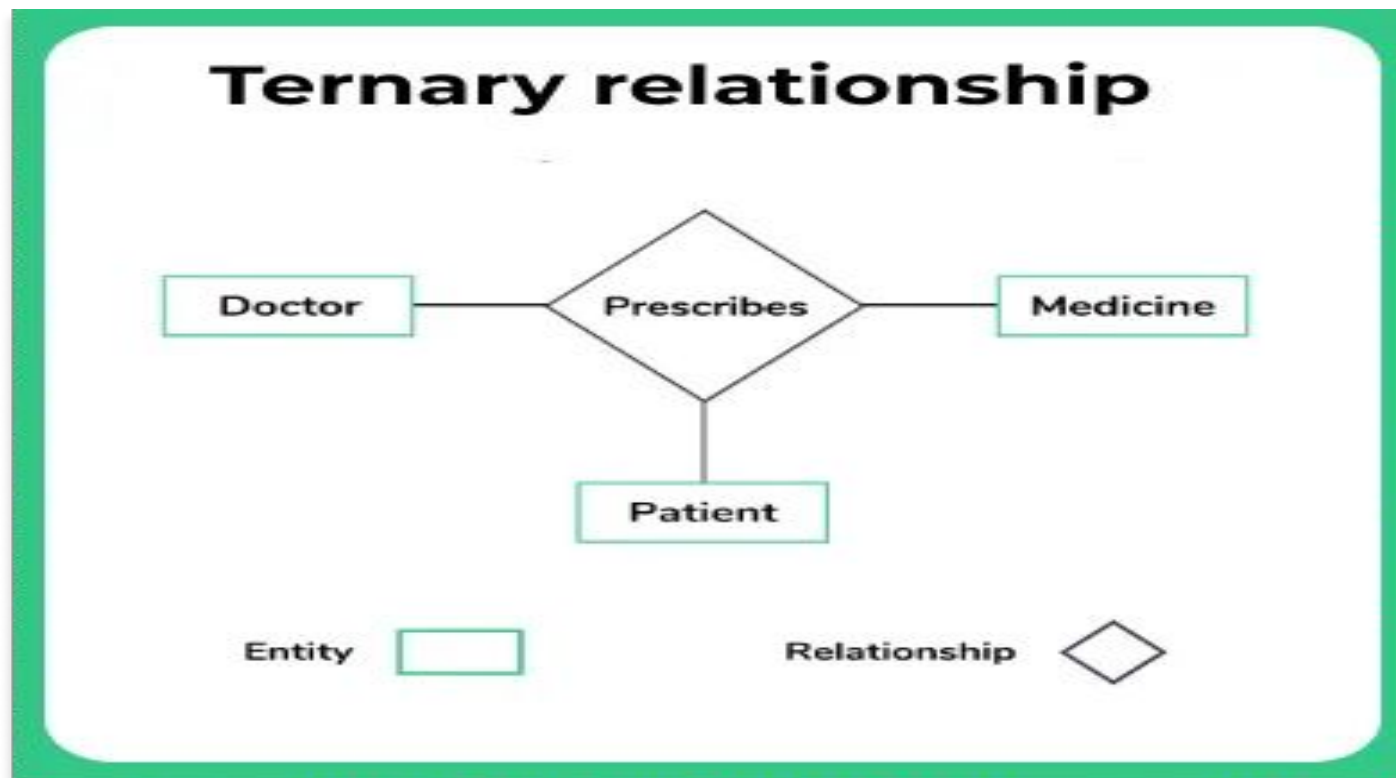 Ternary relationship
Doctor
Prescribes
Medicine
Patient
Entity
Relationship